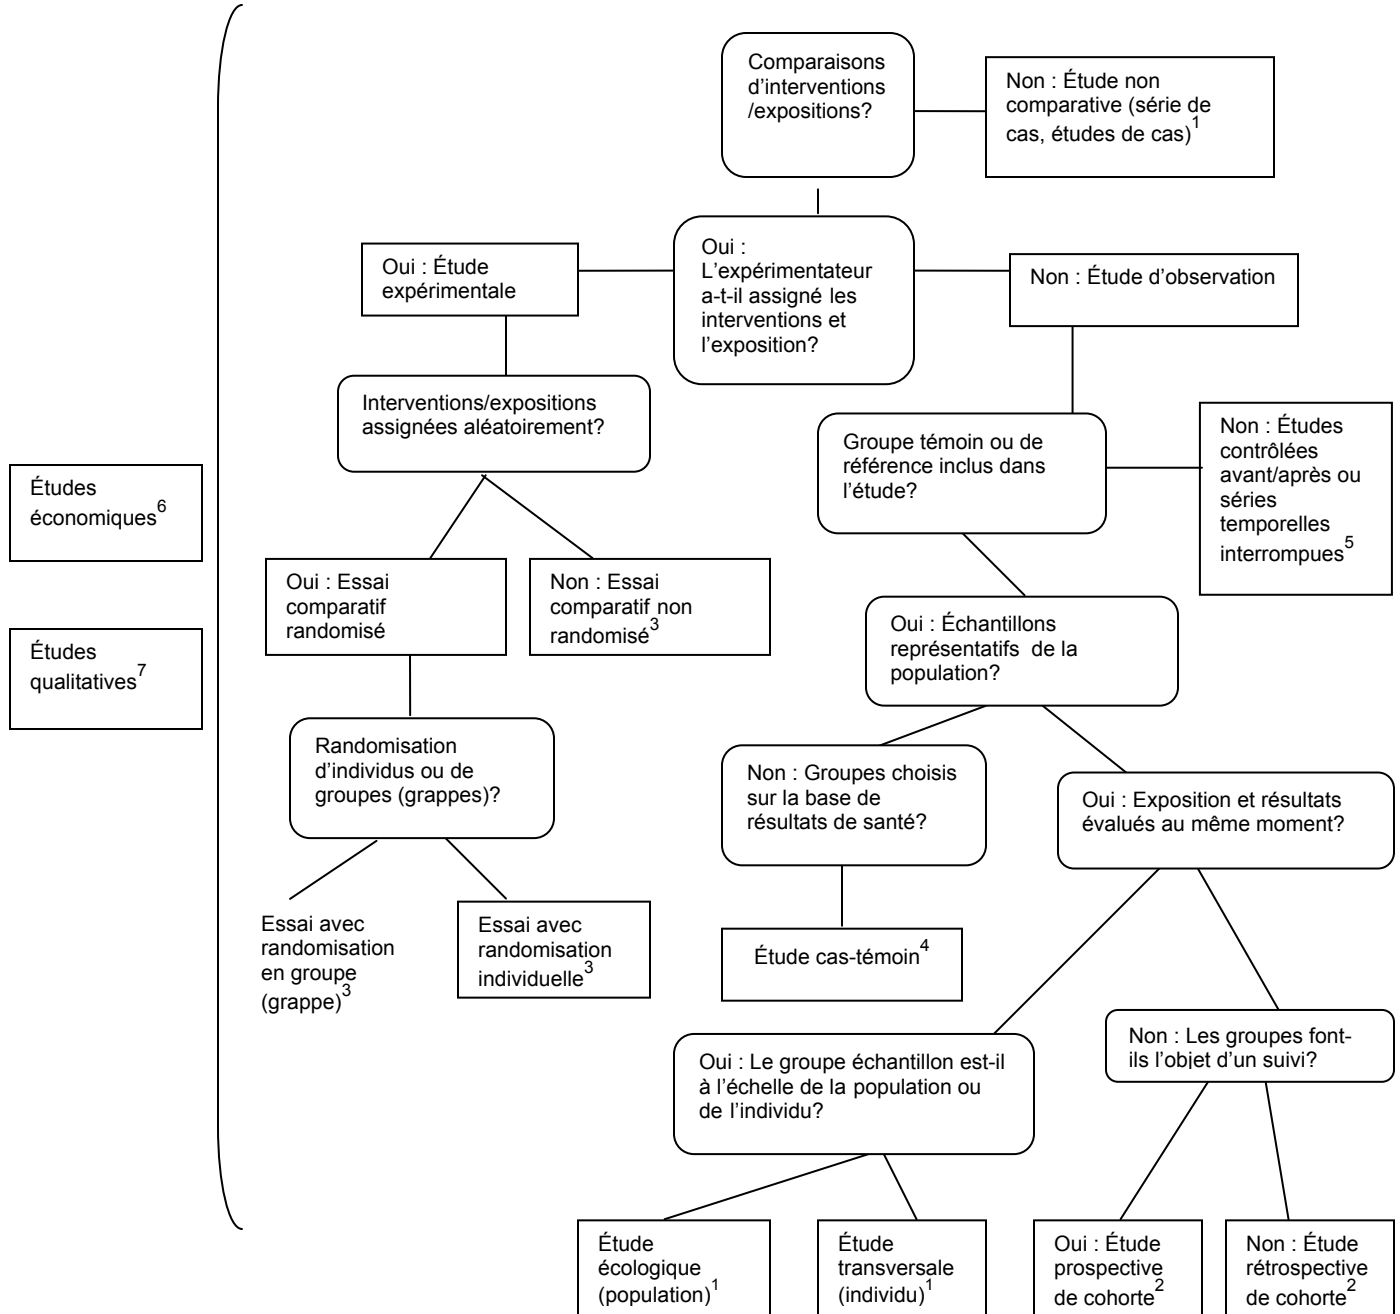 Comparaisons
d'interventions
/expositions?
Non : Étude non
comparative (série de
cas, études de cas)1
Oui :
L'expérimentateur
a-t-il assigné les
interventions et
l'exposition?
Oui : Étude
expérimentale
Non : Étude d'observation
Interventions/expositions
assignées aléatoirement?
Groupe témoin ou de
référence inclus dans
l'étude?
Non : Études
contrôlées
avant/après ou
séries
temporelles
interrompues5
Études
économiques6
Oui : Essai
comparatif
randomisé
Non : Essai
comparatif non
randomisé3
Oui : Échantillons
représentatifs de la
population?
Études
qualitatives7
Randomisation
d'individus ou de
groupes (grappes)?
Non : Groupes choisis
sur la base de
résultats de santé?
Oui : Exposition et résultats
évalués au même moment?
Essai avec
randomisation
en groupe
(grappe)3
Essai avec
randomisation
individuelle3
Étude cas-témoin4
Oui : Le groupe échantillon est-il
à l'échelle de la population ou
de l'individu?
Non : Les groupes font-
ils l'objet d'un suivi?
Étude
écologique
(population)1
Étude
transversale
(individu)1
Oui : Étude
prospective
de cohorte2
Non : Étude
rétrospective
de cohorte2